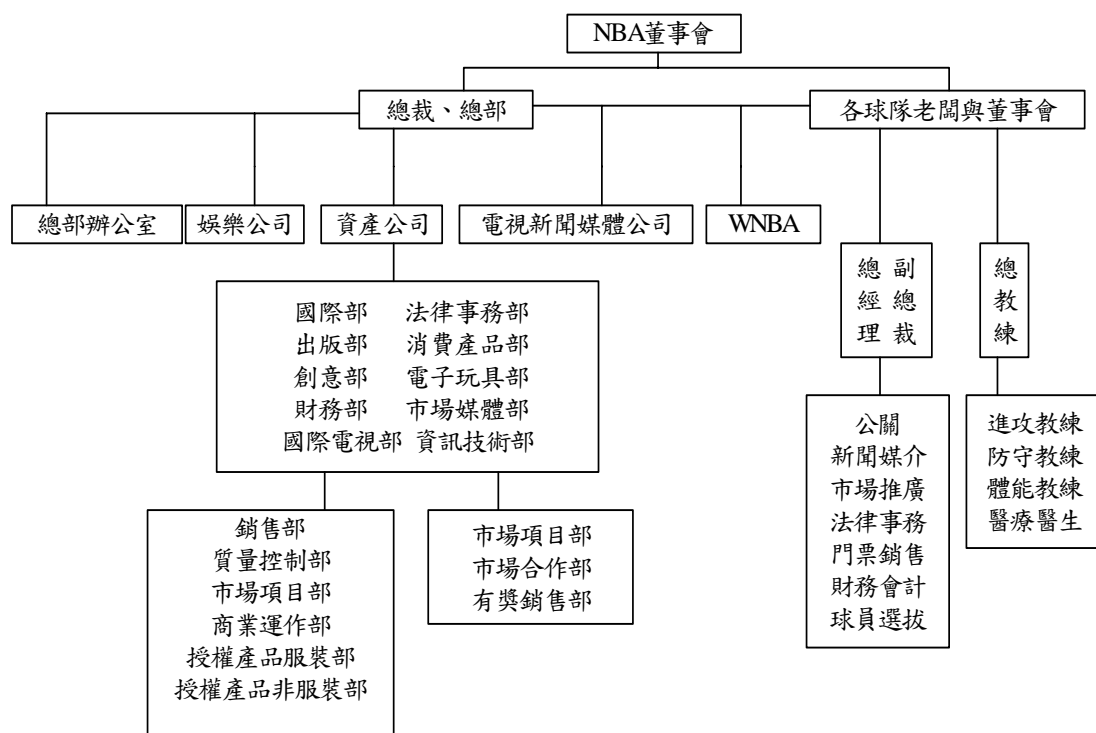 NBA董事會
總裁、總部
各球隊老闆與董事會
總部辦公室
娛樂公司
資產公司
電視新聞媒體公司
WNBA
總經理
副總裁
總教練
國際部 法律事務部
出版部 消費產品部
創意部 電子玩具部
財務部 市場媒體部
國際電視部 資訊技術部
公關
新聞媒介
市場推廣
法律事務
門票銷售
財務會計
球員選拔
進攻教練
防守教練
體能教練
醫療醫生
銷售部
質量控制部
市場項目部
商業運作部
授權產品服裝部
授權產品非服裝部
市場項目部
市場合作部
有獎銷售部